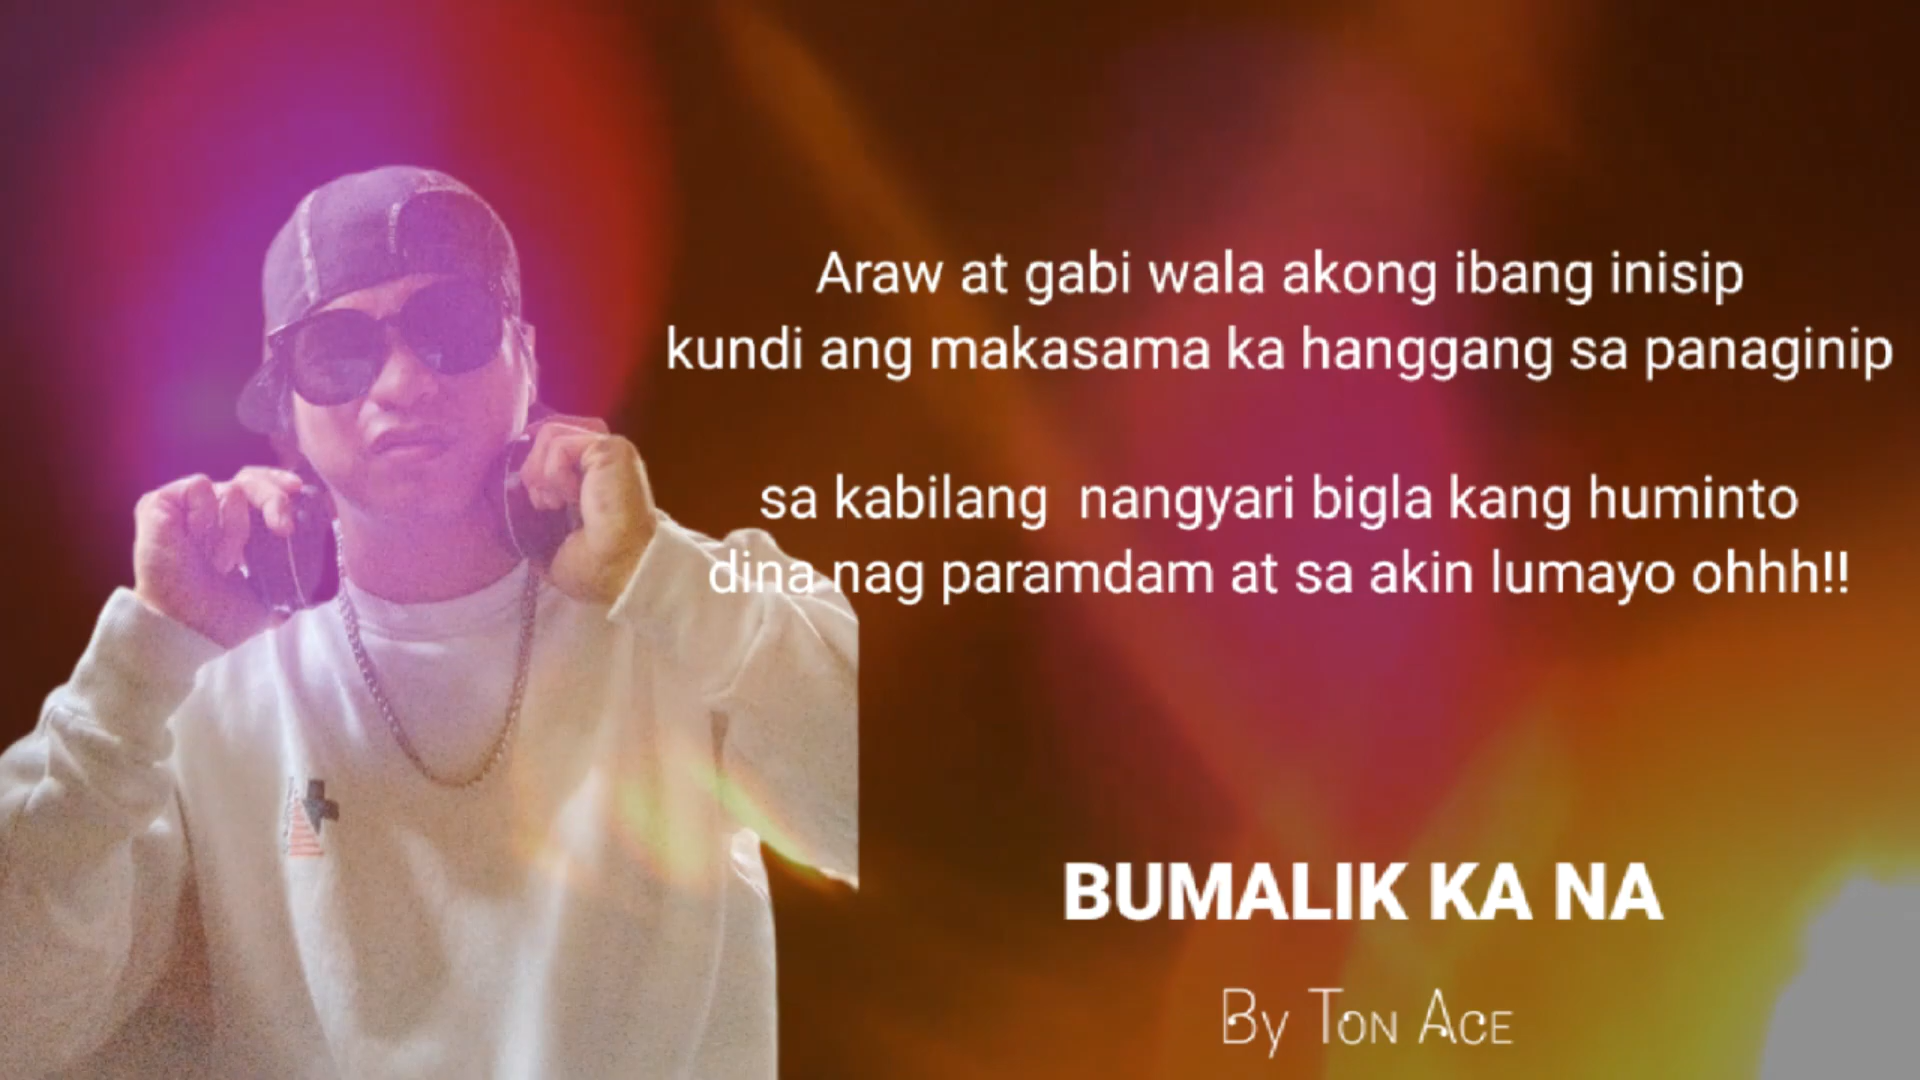 Araw at gabi wala akong ibang inisip
kundi ang makasama ka hanggang sa panaginip
sa kabilang  nangyari bigla kang huminto
dina nag paramdam at sa akin lumayo ohhh!!
BUMALIK KA NA
By Ton Ace